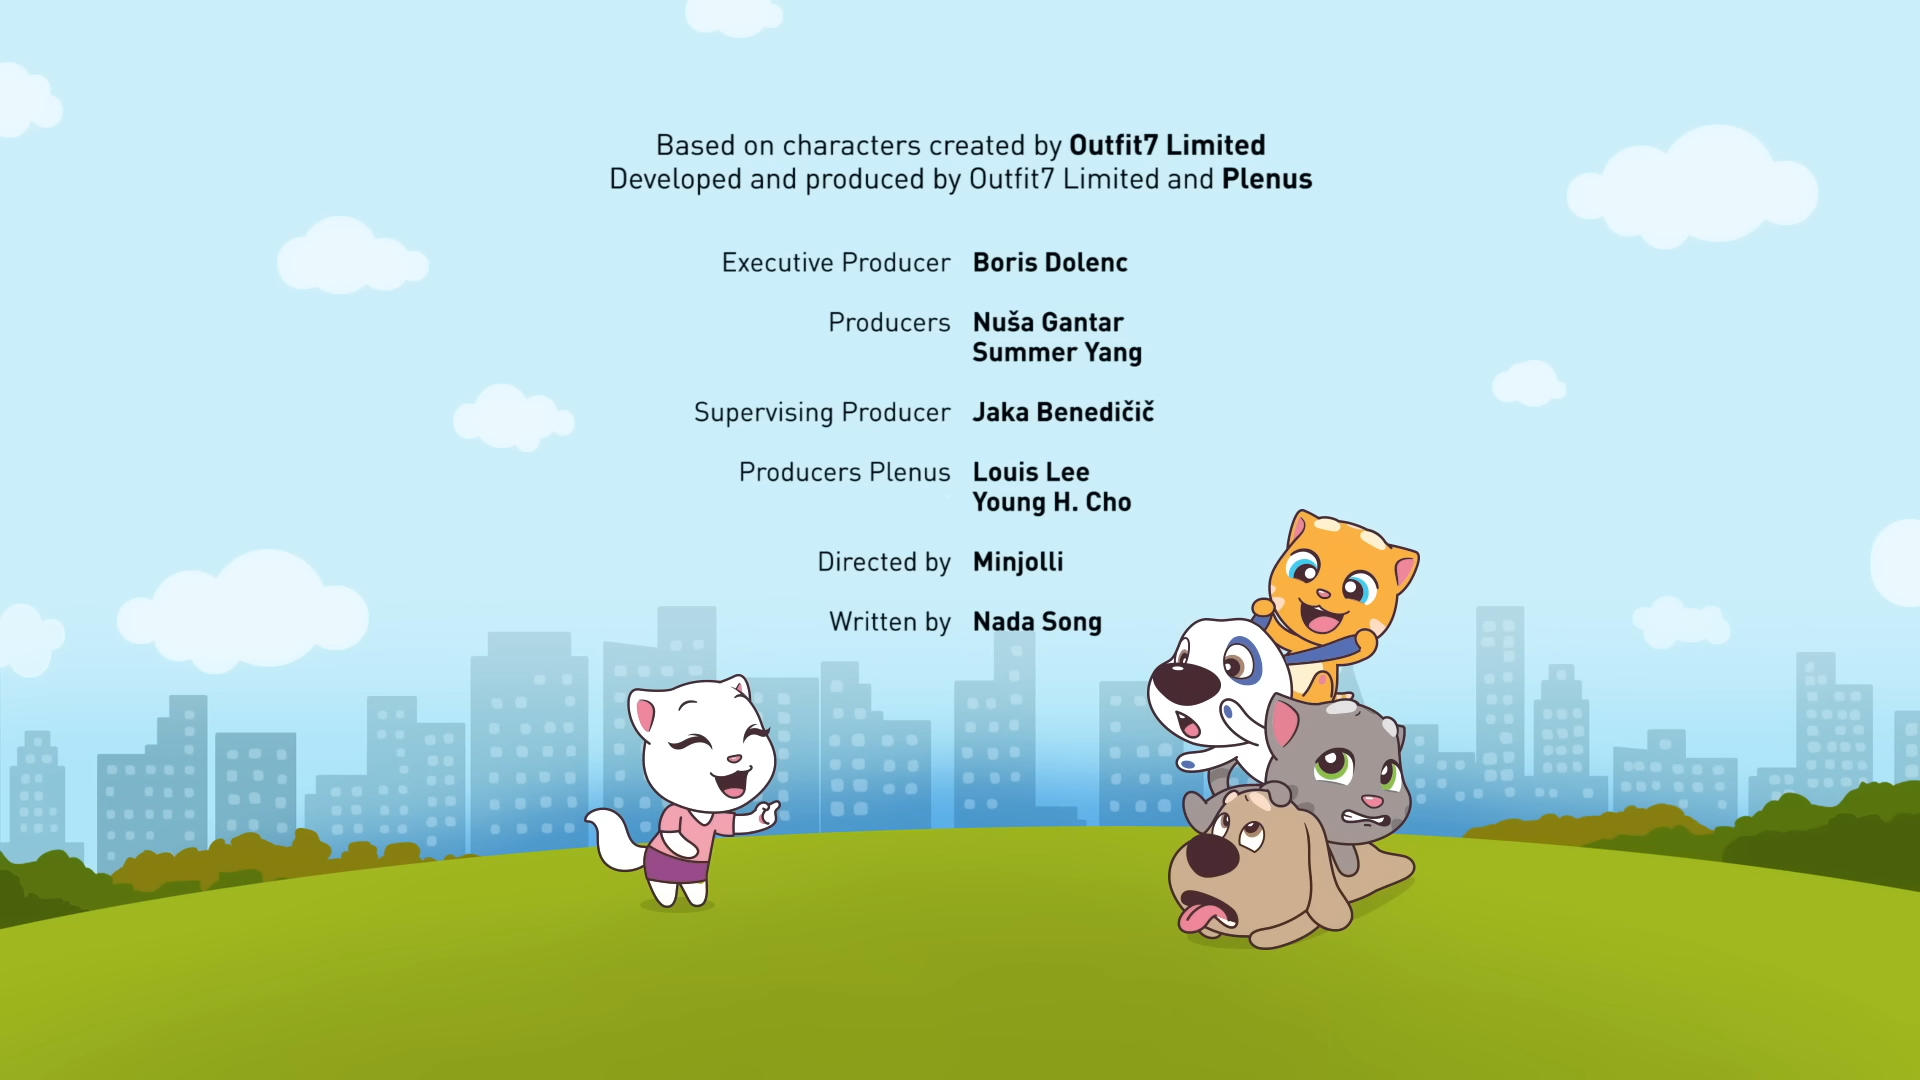 Based on characters created by Outfit7 Limited
Developed and produced by Outfit7 Limited and Plenus
Executive Producer Boris Dolenc
Producers Nuša Gantar
Summer Yang
Supervising Producer Jaka Benedičič
Producers Plenus Louis Lee
Young H. Cho
Directed by Minjolli
Written by Nada Song